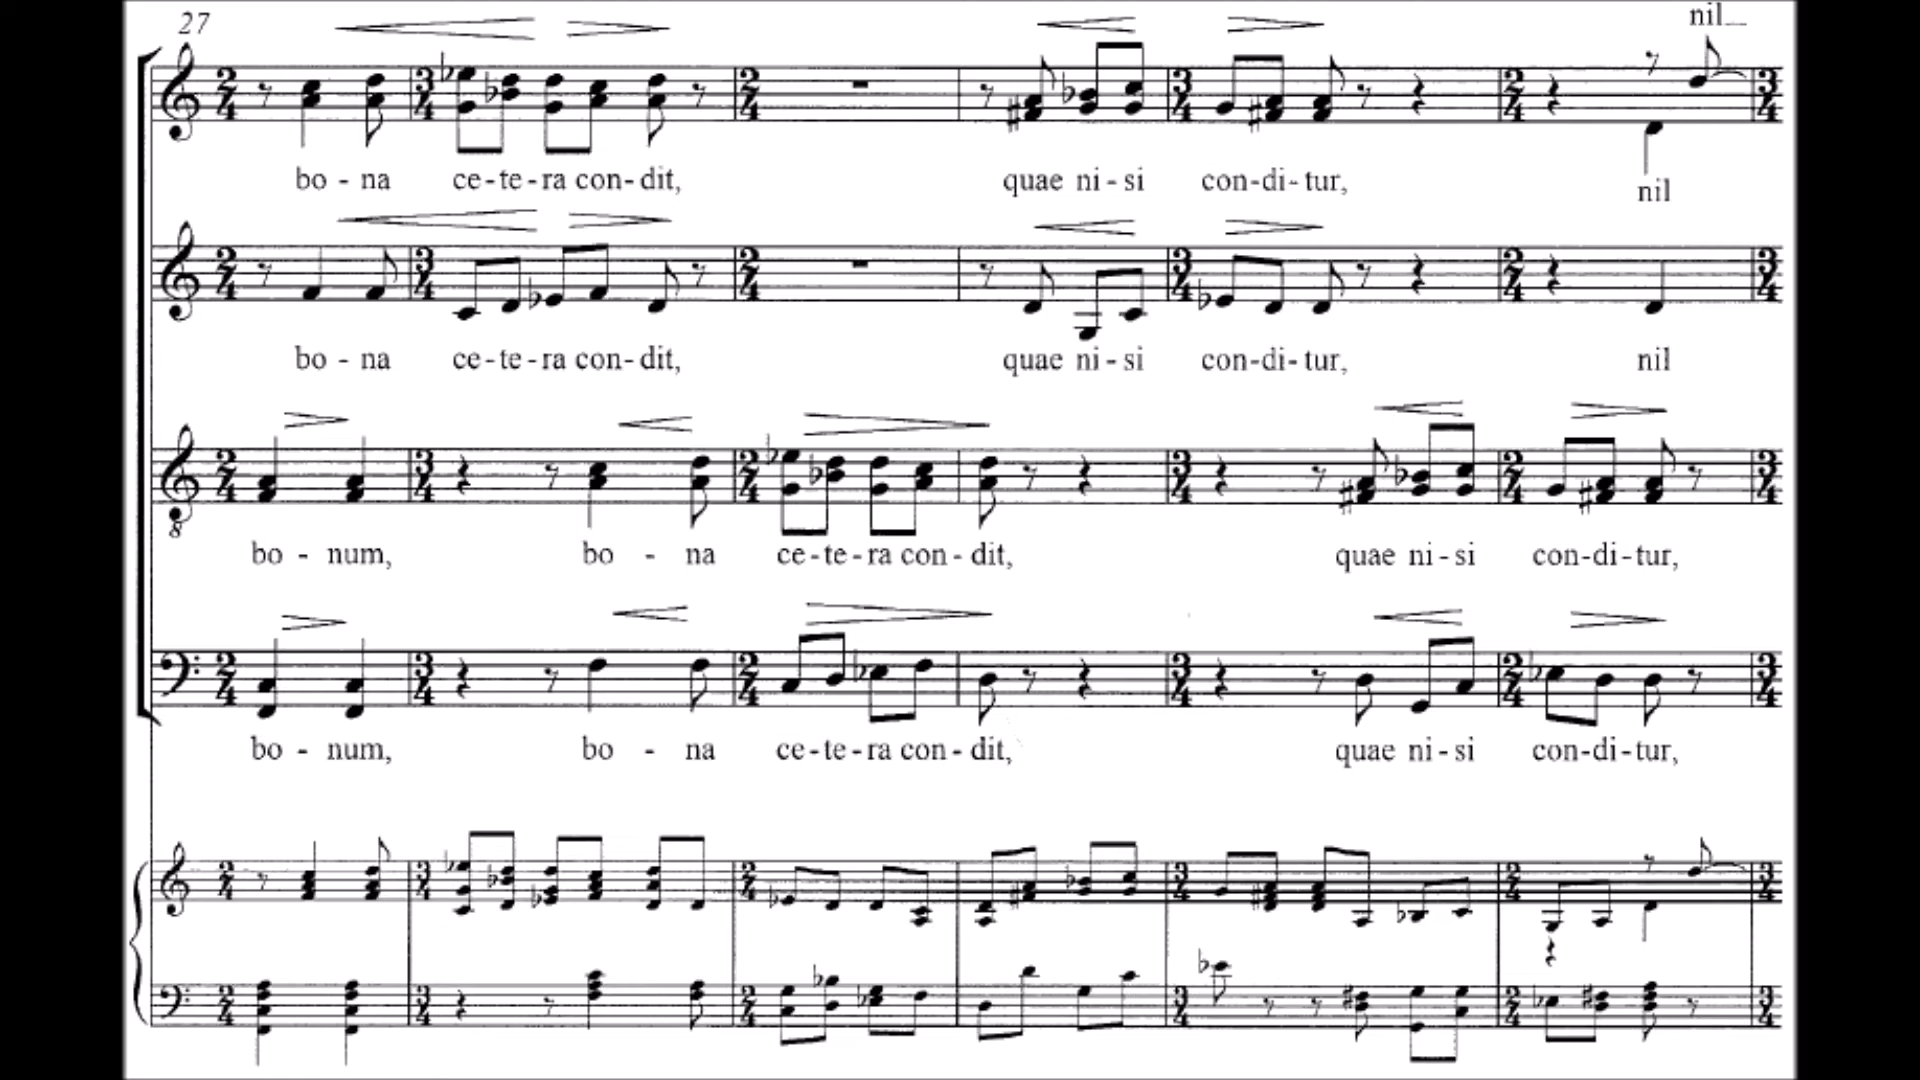 27
nil
bo - na ce - te - ra con - dit, quae ni - si con - di - tur,
nil
bo - na ce - te - ra con - dit, quae ni - si con - di - tur, nil
bo - num, bo - na ce - te - ra con - dit, quae ni - si con - di - tur,
bo - num, bo - na ce - te - ra con - dit, quae ni - si con - di - tur,